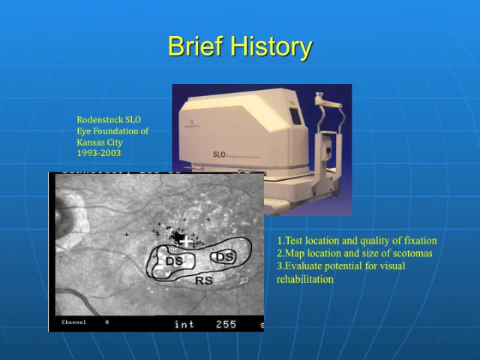 Brief History
Rodenstock SLO
Eye Foundation of
Kansas City
1993-2003
SLO
1.Test location and quality of fixation
2.Map location and size of scotomas
3.Evaluate potential for visual
rehabilitation
DS
DS
RS
Channel 0
int 255